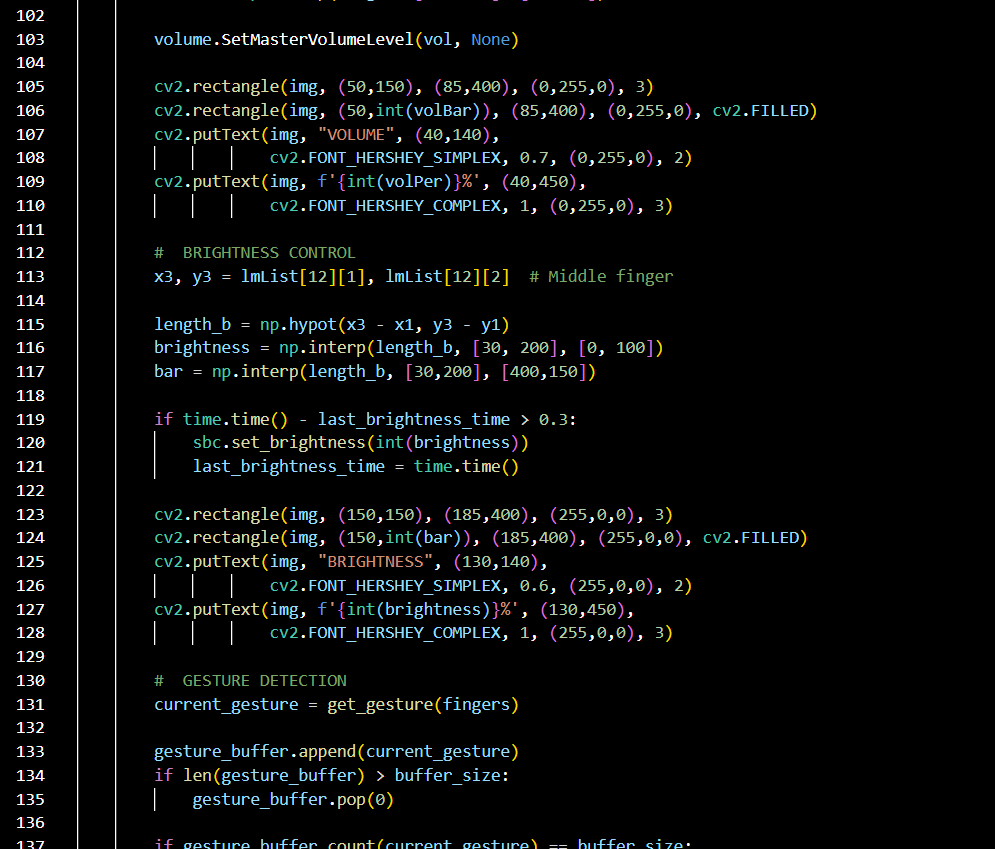 102
103 volume.SetMasterVolumeLevel(vol, None)
104
105 cv2.rectangle(img, (50,150), (85,400), (0,255,0), 3)
106 cv2.rectangle(img, (50,int(volBar)), (85,400), (0,255,0), cv2.FILLED)
107 cv2.putText(img, "VOLUME", (40,140),
108 cv2.FONT_HERSHEY_SIMPLEX, 0.7, (0,255,0), 2)
109 cv2.putText(img, f'{int(volPer)}%', (40,450),
110 cv2.FONT_HERSHEY_COMPLEX, 1, (0,255,0), 3)
111
112 #  BRIGHTNESS CONTROL
113 x3, y3 = lmList[12][1], lmList[12][2]  # Middle finger
114
115 length_b = np.hypot(x3 - x1, y3 - y1)
116 brightness = np.interp(length_b, [30, 200], [0, 100])
117 bar = np.interp(length_b, [30,200], [400,150])
118
119 if time.time() - last_brightness_time > 0.3:
120 sbc.set_brightness(int(brightness))
121 last_brightness_time = time.time()
122
123 cv2.rectangle(img, (150,150), (185,400), (255,0,0), 3)
124 cv2.rectangle(img, (150,int(bar)), (185,400), (255,0,0), cv2.FILLED)
125 cv2.putText(img, "BRIGHTNESS", (130,140),
126 cv2.FONT_HERSHEY_SIMPLEX, 0.6, (255,0,0), 2)
127 cv2.putText(img, f'{int(brightness)}%', (130,450),
128 cv2.FONT_HERSHEY_COMPLEX, 1, (255,0,0), 3)
129
130 #  GESTURE DETECTION
131 current_gesture = get_gesture(fingers)
132
133 gesture_buffer.append(current_gesture)
134 if len(gesture_buffer) > buffer_size:
135 gesture_buffer.pop(0)
136
137 if gesture_buffer.count(current_gesture) == buffer_size: